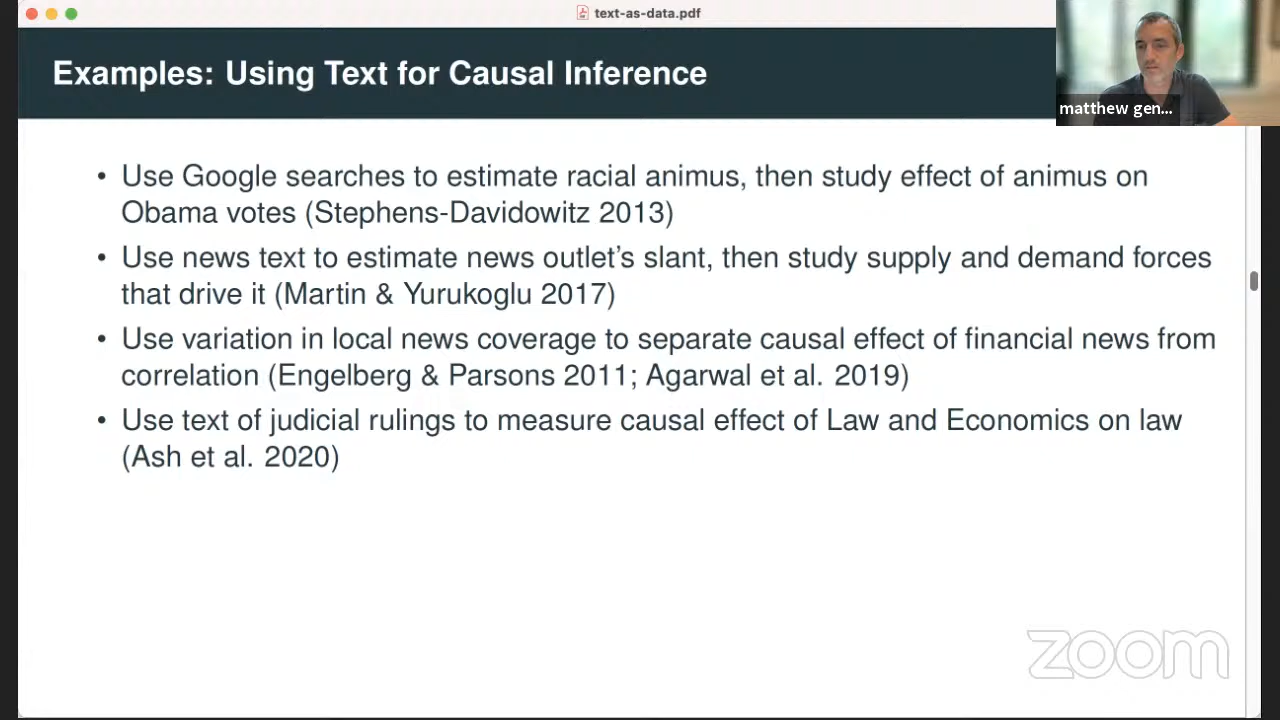 text-as-data.pdf
Examples: Using Text for Causal Inference
matthew gen...
• Use Google searches to estimate racial animus, then study effect of animus on
Obama votes (Stephens-Davidowitz 2013)
• Use news text to estimate news outlet's slant, then study supply and demand forces
that drive it (Martin & Yurukoglu 2017)
• Use variation in local news coverage to separate causal effect of financial news from
correlation (Engelberg & Parsons 2011; Agarwal et al. 2019)
• Use text of judicial rulings to measure causal effect of Law and Economics on law
(Ash et al. 2020)
zoom